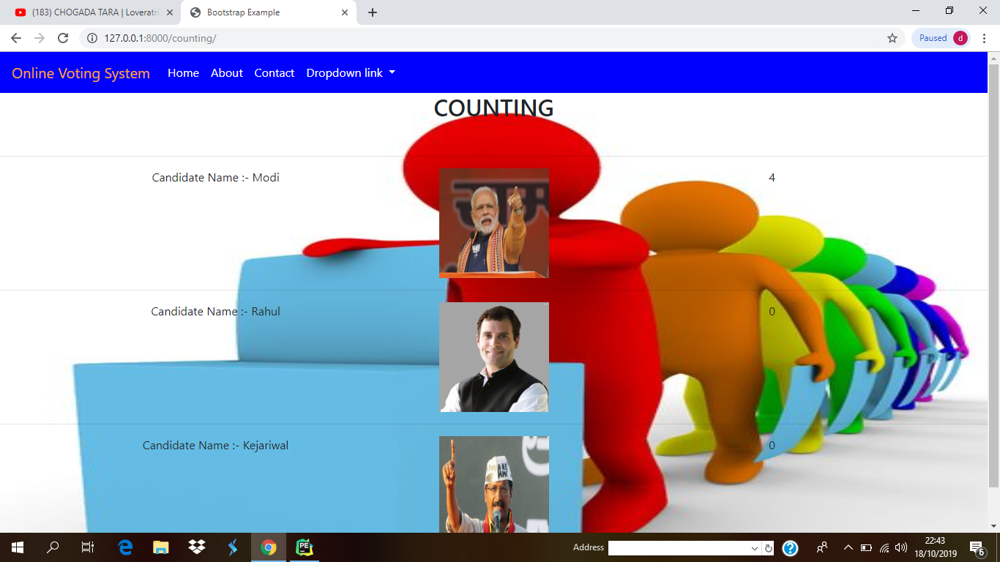 (183) CHOGADA TARA | Loveratri
Bootstrap Example
127.0.0.1:8000/counting/
Paused d
Online Voting System Home About Contact Dropdown link
COUNTING
Candidate Name :- Modi 4
Candidate Name :- Rahul 0
Candidate Name :- Kejariwal 0
Address
22:43
18/10/2019
6